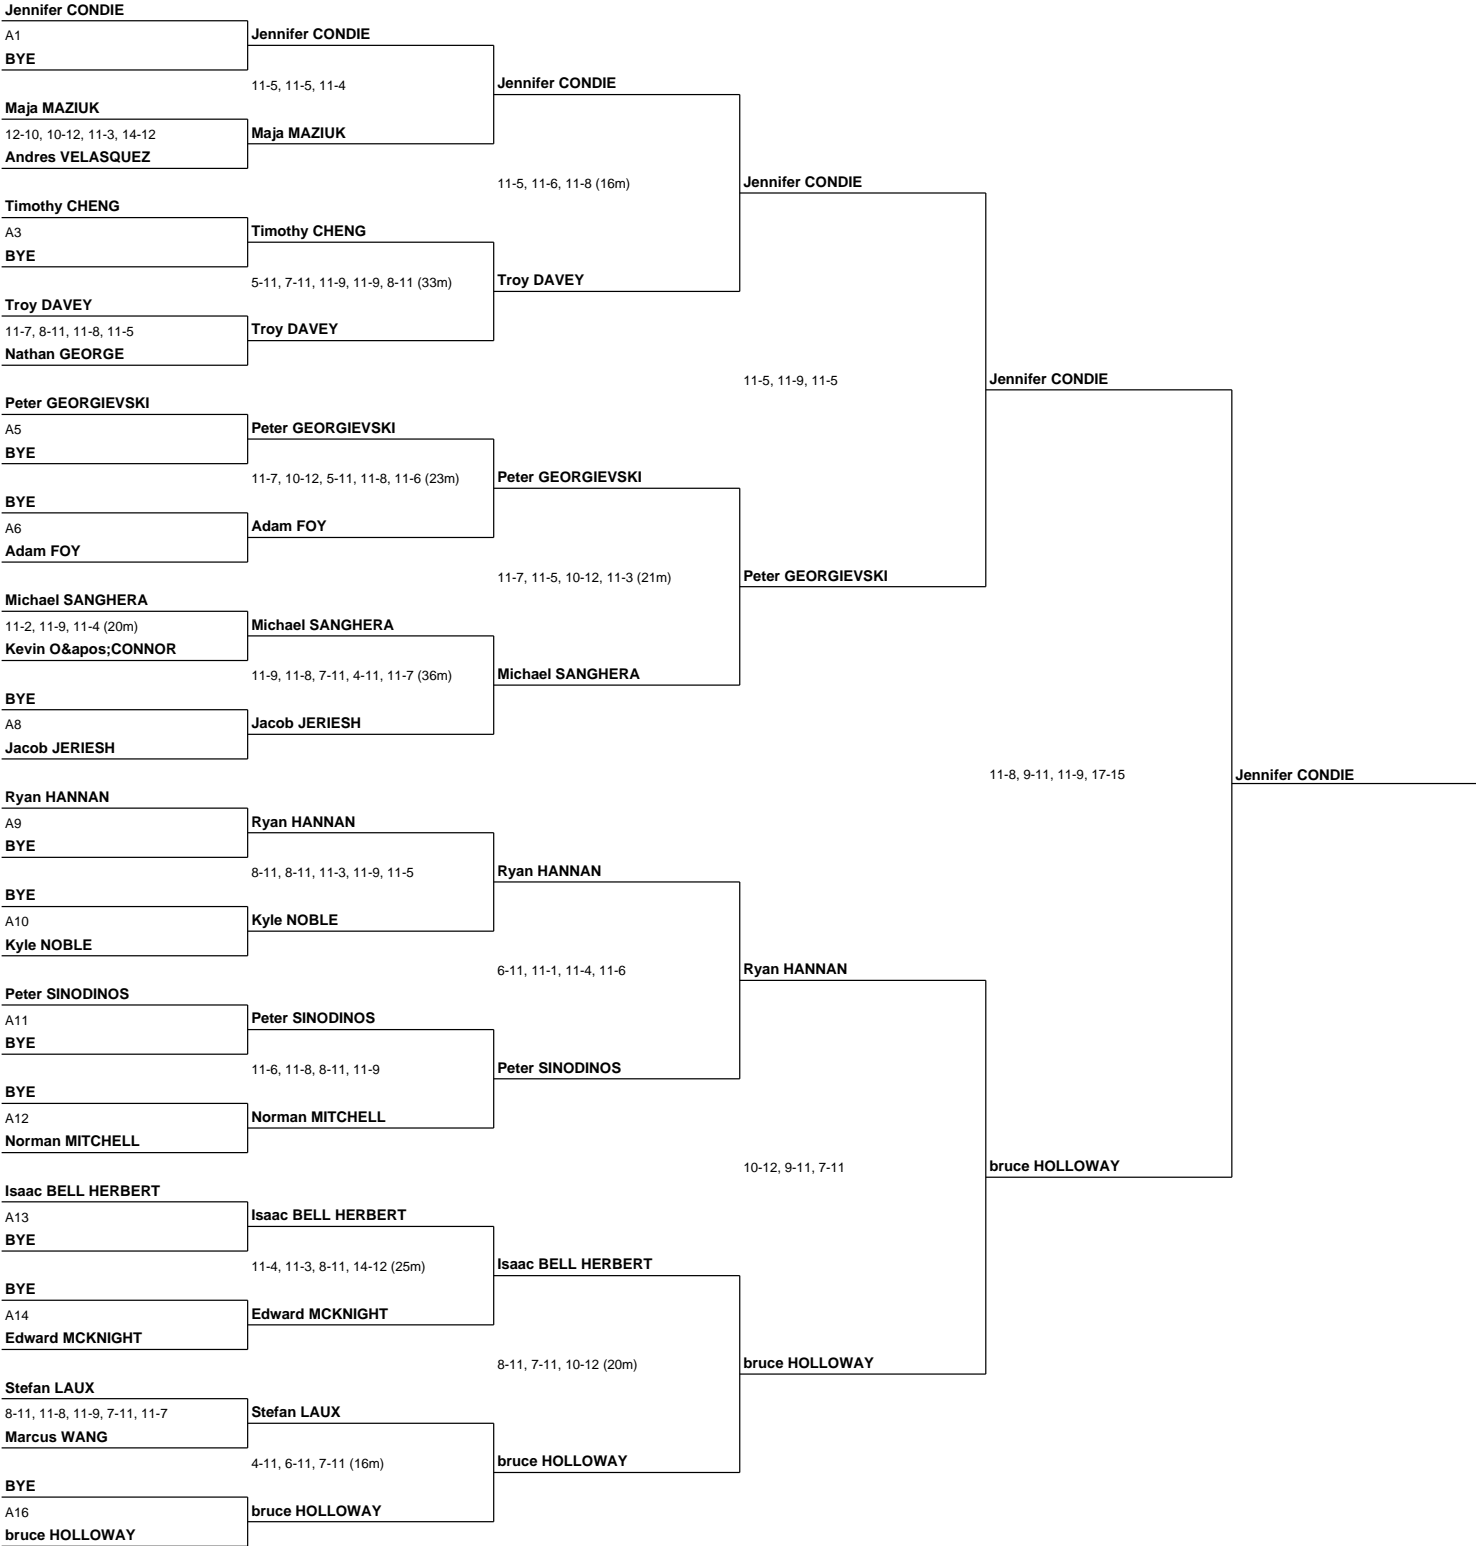 Jennifer CONDIE
A1
BYE
Jennifer CONDIE
11-5, 11-5, 11-4
Maja MAZIUK
12-10, 10-12, 11-3, 14-12
Andres VELASQUEZ
Maja MAZIUK
Jennifer CONDIE
11-5, 11-6, 11-8 (16m)
Timothy CHENG
A3
BYE
Timothy CHENG
5-11, 7-11, 11-9, 11-9, 8-11 (33m)
Troy DAVEY
11-7, 8-11, 11-8, 11-5
Nathan GEORGE
Troy DAVEY
Troy DAVEY
Jennifer CONDIE
11-5, 11-9, 11-5
Peter GEORGIEVSKI
A5
BYE
Peter GEORGIEVSKI
11-7, 10-12, 5-11, 11-8, 11-6 (23m)
BYE
A6
Adam FOY
Adam FOY
Peter GEORGIEVSKI
11-7, 11-5, 10-12, 11-3 (21m)
Michael SANGHERA
11-2, 11-9, 11-4 (20m)
Kevin O&apos;CONNOR
Michael SANGHERA
11-9, 11-8, 7-11, 4-11, 11-7 (36m)
BYE
A8
Jacob JERIESH
Jacob JERIESH
Michael SANGHERA
Peter GEORGIEVSKI
Jennifer CONDIE
11-8, 9-11, 11-9, 17-15
Jennifer CONDIE
Ryan HANNAN
A9
BYE
Ryan HANNAN
8-11, 8-11, 11-3, 11-9, 11-5
BYE
A10
Kyle NOBLE
Kyle NOBLE
Ryan HANNAN
6-11, 11-1, 11-4, 11-6
Peter SINODINOS
A11
BYE
Peter SINODINOS
11-6, 11-8, 8-11, 11-9
BYE
A12
Norman MITCHELL
Norman MITCHELL
Peter SINODINOS
Ryan HANNAN
10-12, 9-11, 7-11
Isaac BELL HERBERT
A13
BYE
Isaac BELL HERBERT
11-4, 11-3, 8-11, 14-12 (25m)
BYE
A14
Edward MCKNIGHT
Edward MCKNIGHT
Isaac BELL HERBERT
8-11, 7-11, 10-12 (20m)
Stefan LAUX
8-11, 11-8, 11-9, 7-11, 11-7
Marcus WANG
Stefan LAUX
4-11, 6-11, 7-11 (16m)
BYE
A16
bruce HOLLOWAY
bruce HOLLOWAY
bruce HOLLOWAY
bruce HOLLOWAY
bruce HOLLOWAY